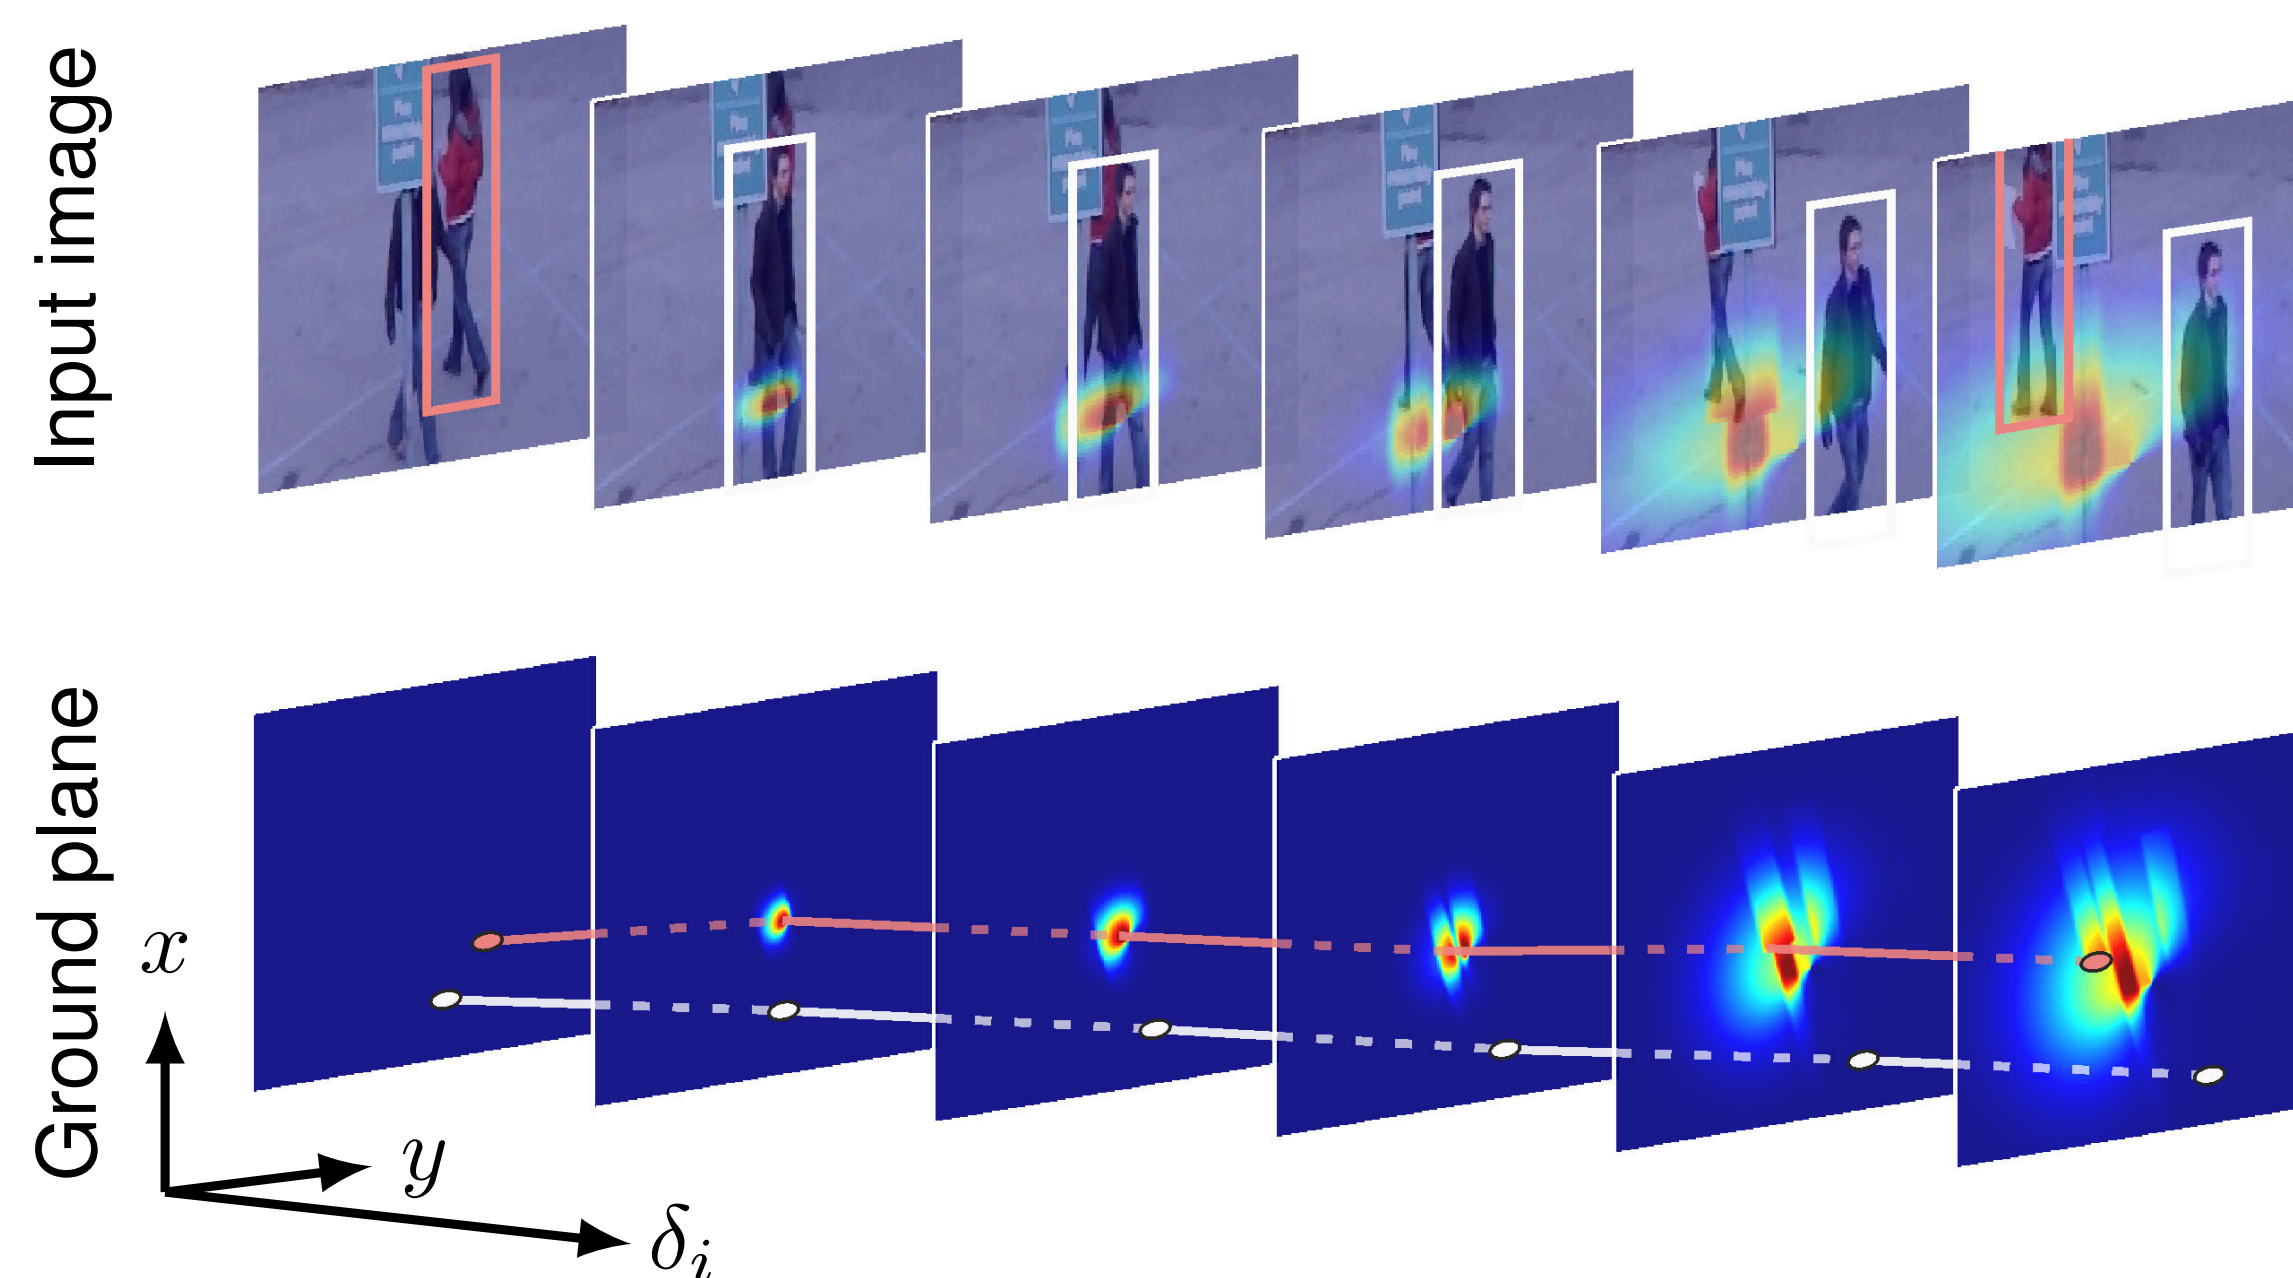 Input image
Ground plane
x
y
δᵢ